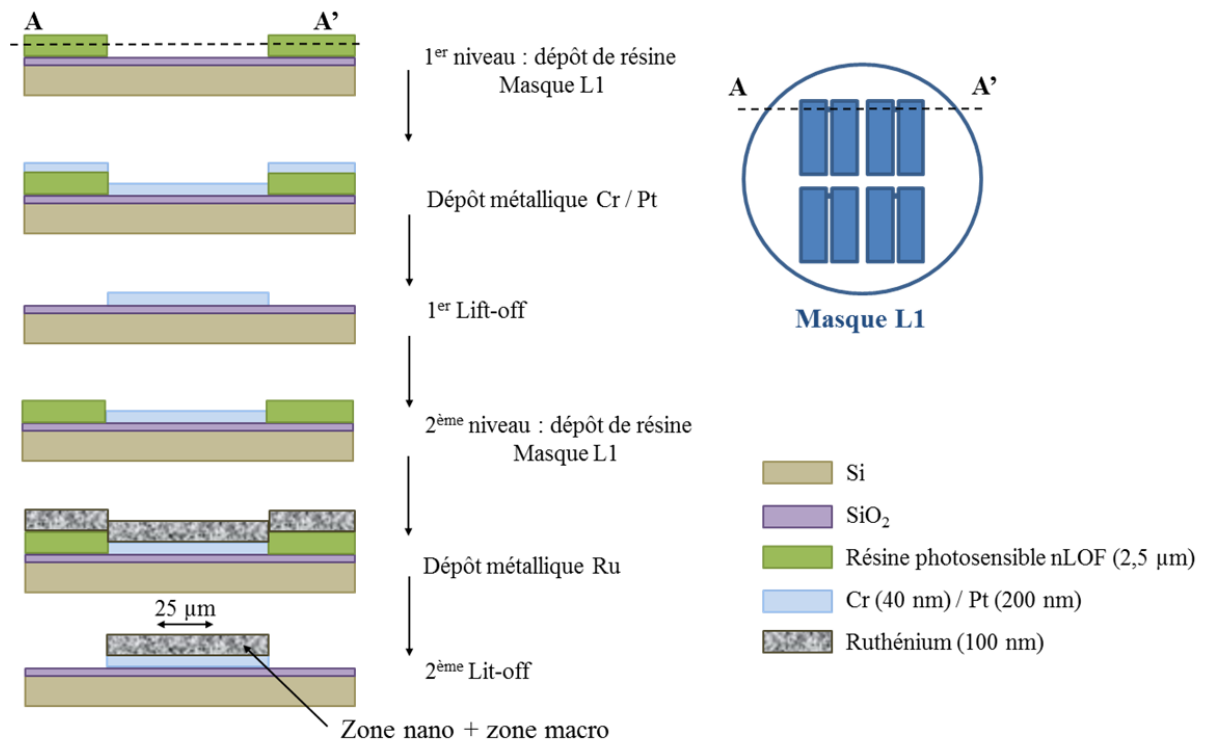 A A’
1er niveau : dépôt de résine
Masque L1
Dépôt métallique Cr / Pt
1er Lift-off
2ème niveau : dépôt de résine
Masque L1
Dépôt métallique Ru
25 µm
2ème Lit-off
Zone nano + zone macro
A A’
Masque L1
Si
SiO2
Résine photosensible nLOF (2,5 µm)
Cr (40 nm) / Pt (200 nm)
Ruthénium (100 nm)